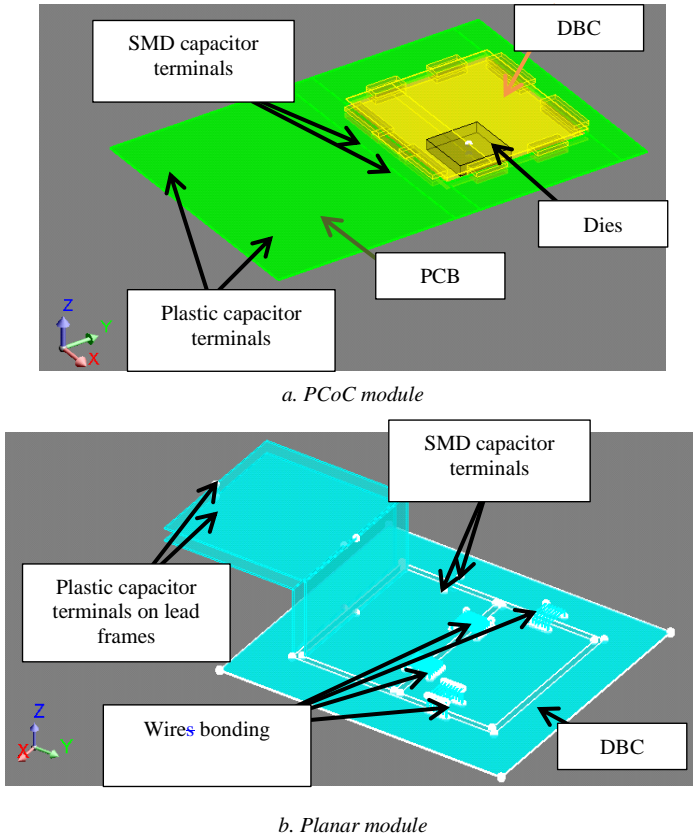 SMD capacitor
terminals
DBC
Dies
PCB
Plastic capacitor
terminals
Z
Y
X
a. PCoC module
SMD capacitor
terminals
Plastic capacitor
terminals on lead
frames
Wires bonding
DBC
Z
X
Y
b. Planar module